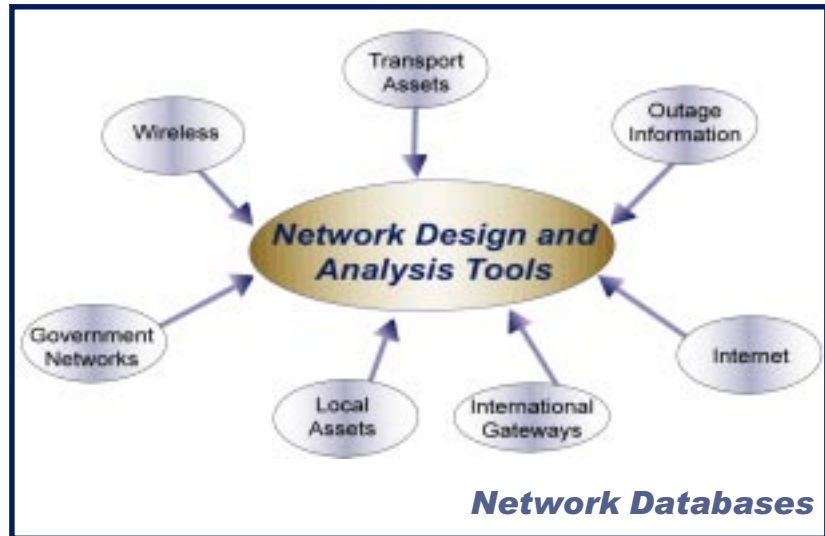 Transport
Assets
Wireless
Outage
Information
Network Design and
Analysis Tools
Government
Networks
Internet
Local
Assets
International
Gateways
Network Databases